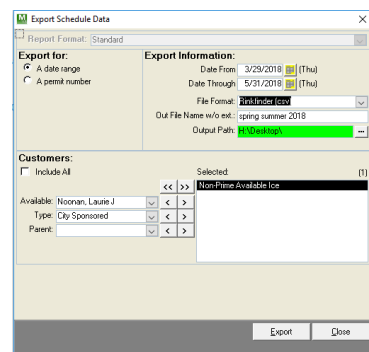 M Export Schedule Data
Report Format: Standard
Export for:
A date range
A permit number
Export Information:
Date From 3/29/2018 (Thu)
Date Through 5/31/2018 (Thu)
File Format: Rinkfinder (csv
Out File Name w/o ext.: spring summer 2018
Output Path: H:\Desktop\ ...
Customers:
Include All
<< >>
Available: Noonan, Laurie J < >
Type: City Sponsored < >
Parent: < >
Selected: (1)
Non-Prime Available Ice
Export Close